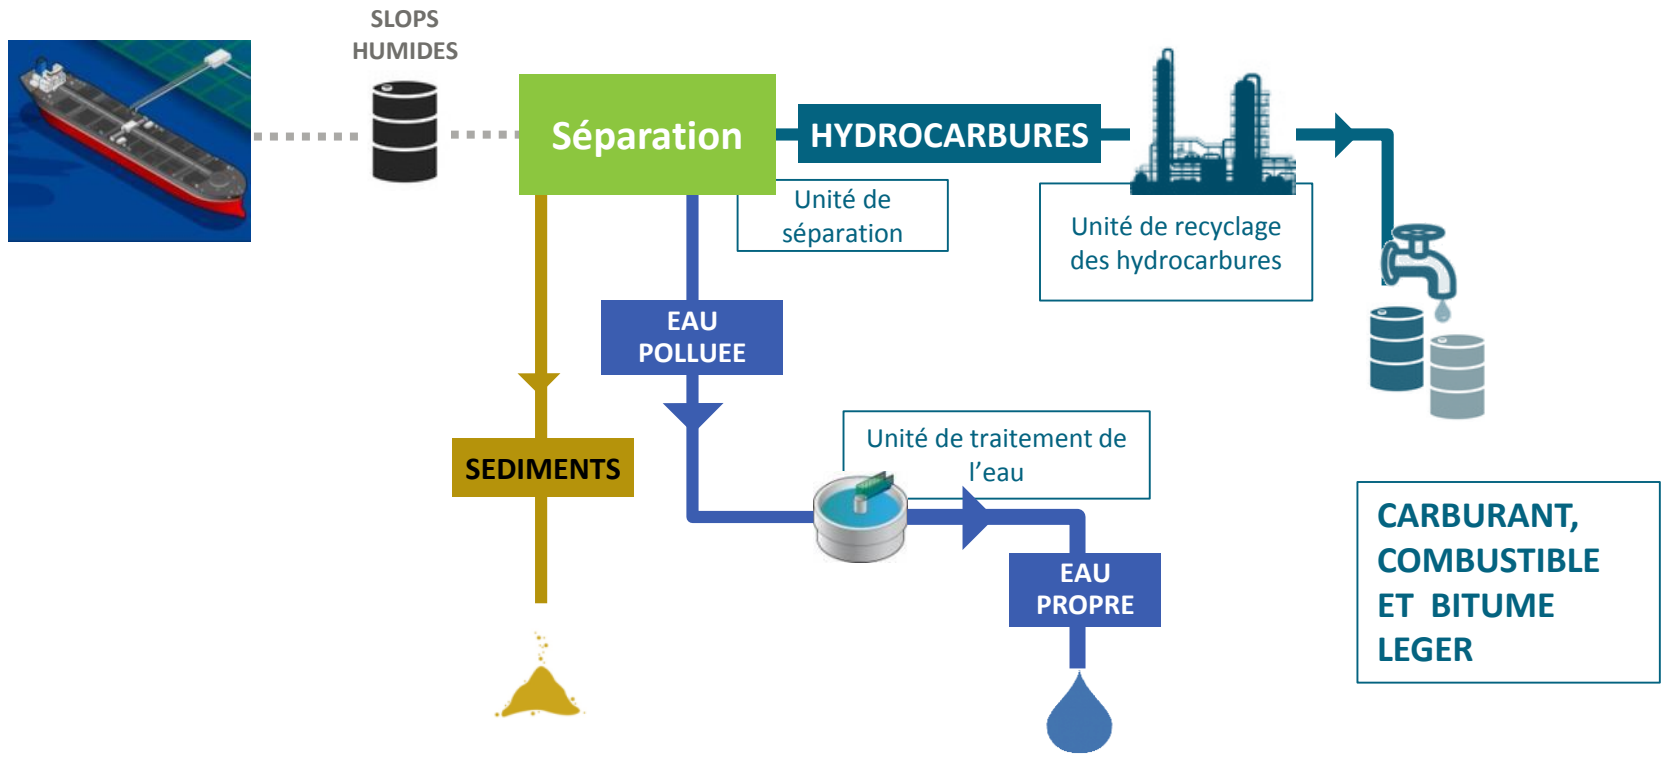 SLOPS
HUMIDES
Séparation
HYDROCARBURES
Unité de
séparation
Unité de recyclage
des hydrocarbures
EAU
POLLUEE
SEDIMENTS
Unité de traitement de
l’eau
EAU
PROPRE
CARBURANT,
COMBUSTIBLE
ET BITUME
LEGER